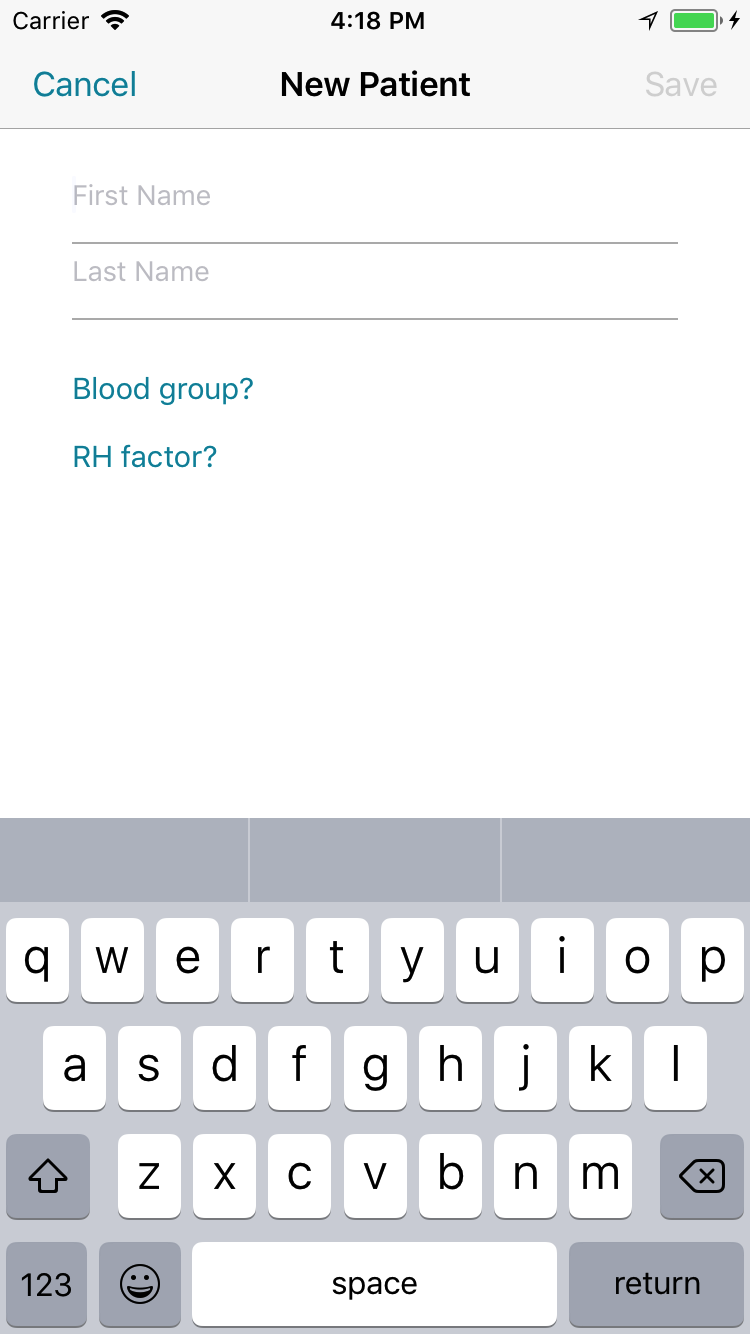 Carrier 4:18 PM
Cancel New Patient Save
First Name
Last Name
Blood group?
RH factor?
q w e r t y u i o p
a s d f g h j k l
z x c v b n m
123 space return